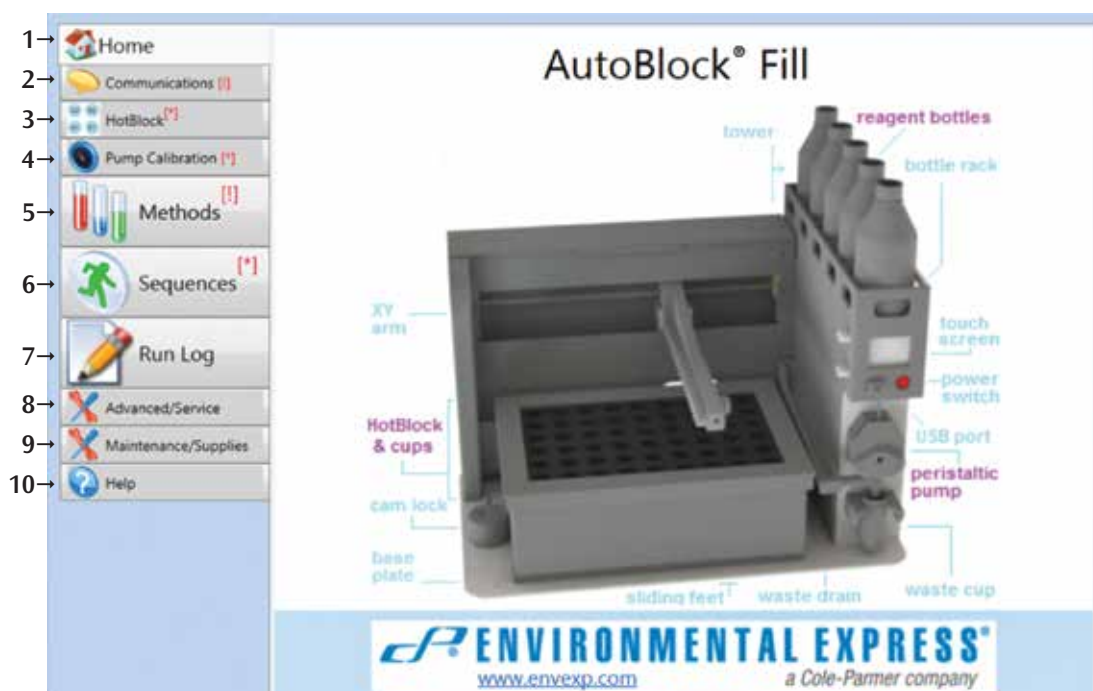 1→ Home
2→ Communications [!]
3→ HotBlock [*]
4→ Pump Calibration [*]
5→ Methods [!]
6→ Sequences [*]
7→ Run Log
8→ Advanced/Service
9→ Maintenance/Supplies
10→ Help
AutoBlock® Fill
tower
reagent bottles
bottle rack
XY
arm
touch
screen
power
switch
HotBlock
& cups
USB port
peristaltic
pump
cam lock
base
plate
sliding feet
waste drain
waste cup
ENVIRONMENTAL EXPRESS®
www.envexp.com
a Cole-Parmer company